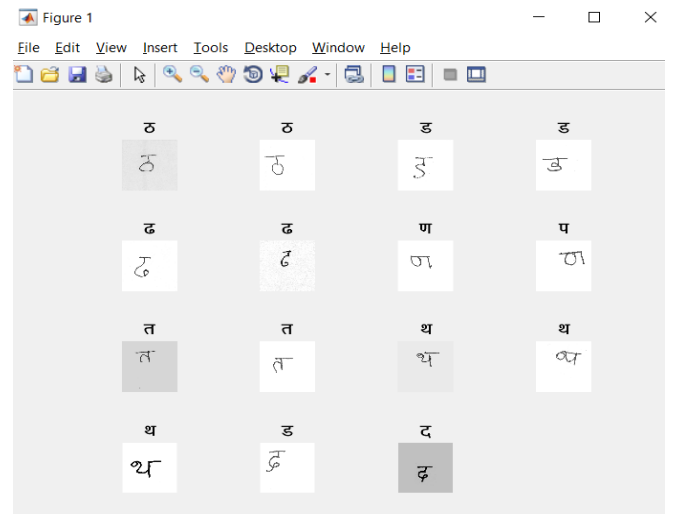 Figure 1
File Edit View Insert Tools Desktop Window Help
ठ ठ ड ड
ठ ठ ड ड
ढ ढ ण प
ढ ढ ण ण
त त थ थ
त त थ थ
थ ड द
थ द द